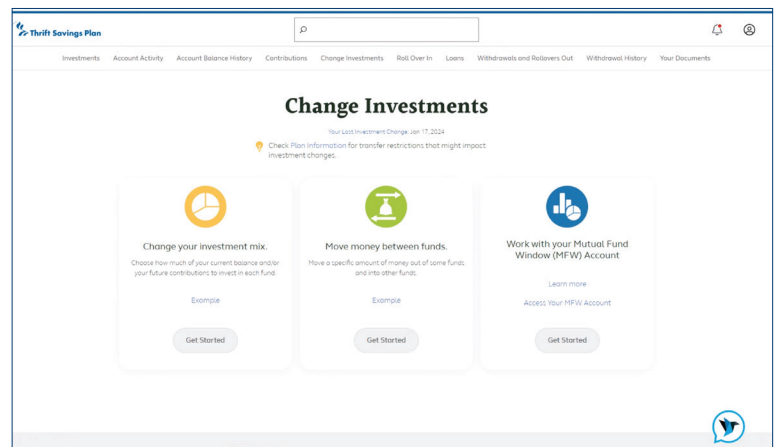 Thrift Savings Plan
Investments Account Activity Account Balance History Contributions Change Investments Roll Over In Loans Withdrawals and Rollovers Out Withdrawal History Your Documents
Change Investments
Your Last Investment Change: Jan 17, 2024
Check Plan Information for transfer restrictions that might impact
investment changes.
Change your investment mix.
Choose how much of your current balance and/or
your future contributions to invest in each fund.
Example
Get Started
Move money between funds.
Move a specific amount of money out of some funds
and into other funds.
Example
Get Started
Work with your Mutual Fund
Window (MFW) Account
Learn more
Access Your MFW Account
Get Started